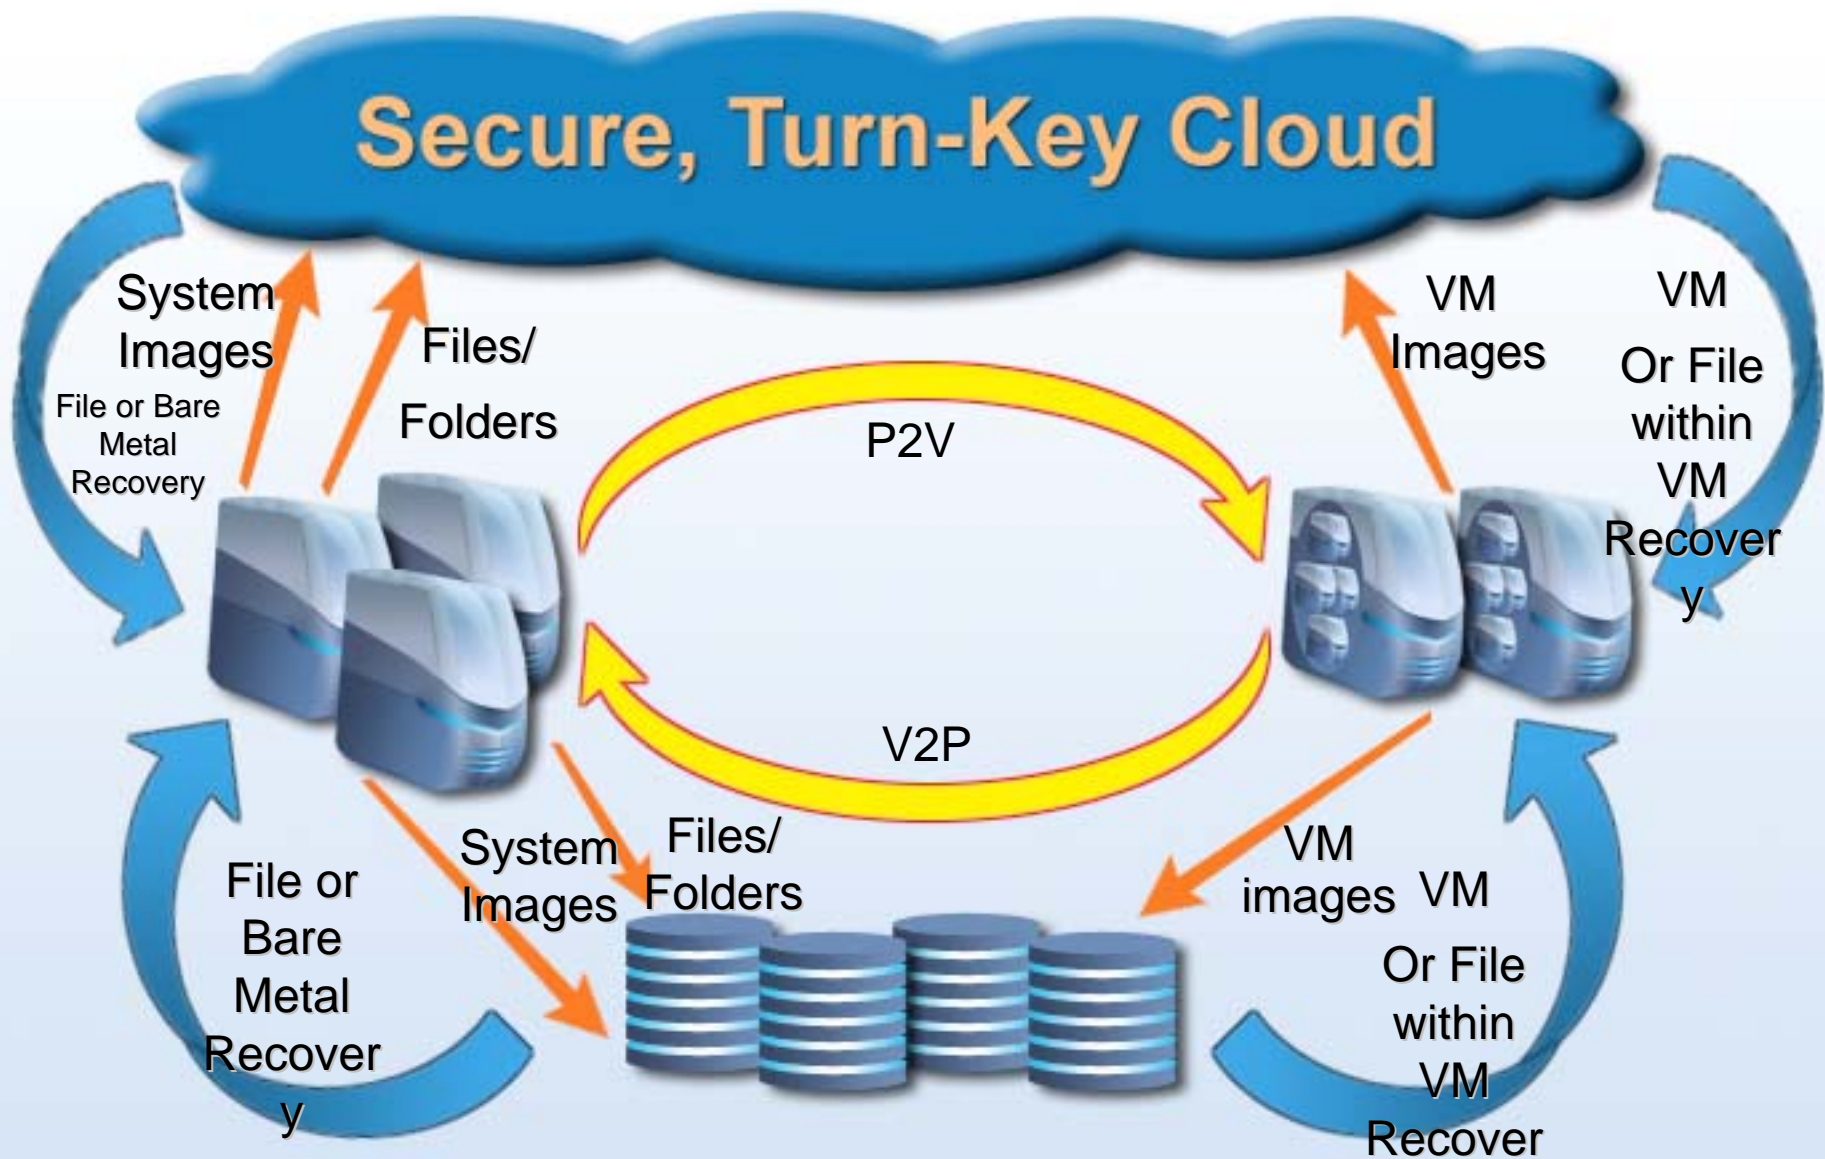 Secure, Turn-Key Cloud
System
Images
File or Bare
Metal
Recovery
Files/
Folders
P2V
VM
Images
VM
Or File
within
VM
Recover
y
V2P
File or
Bare
Metal
Recover
y
System
Images
Files/
Folders
VM
images
VM
Or File
within
VM
Recover